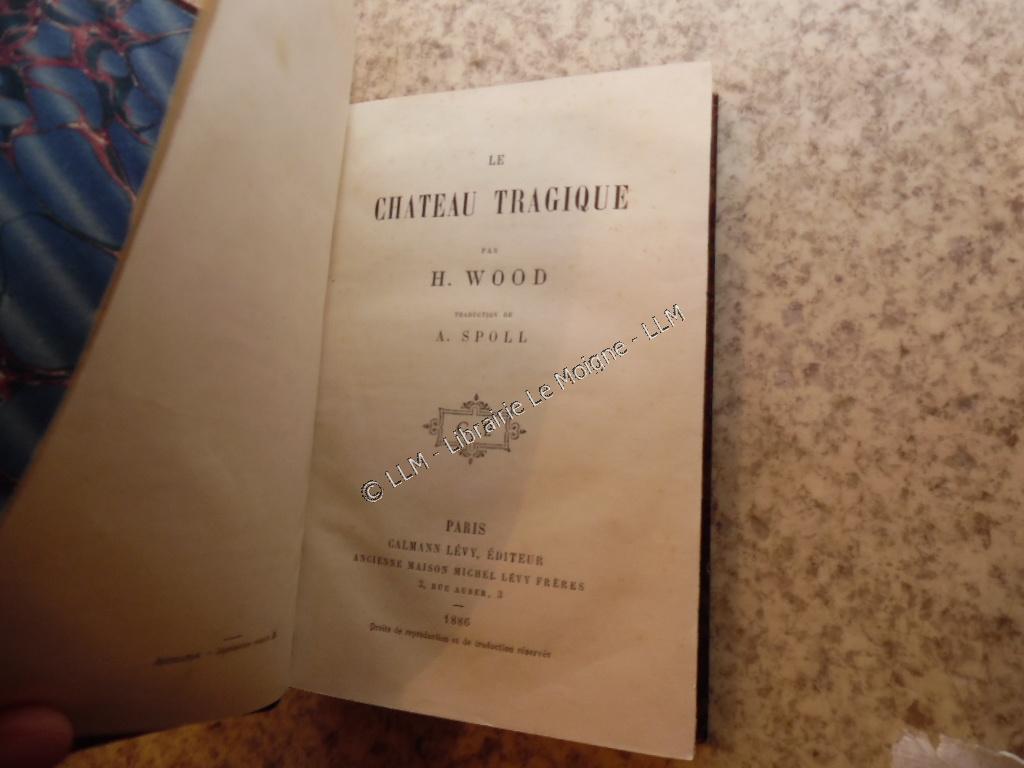 LE
CHATEAU TRAGIQUE
PAR
H. WOOD
TRADUCTION DE
A. SPOLL
© LLM - Librairie Le Moigne - LLM
PARIS
CALMANN LÉVY, ÉDITEUR
ANCIENNE MAISON MICHEL LÉVY FRÈRES
3, RUE AUBER, 3
1886
Droits de reproduction et de traduction réservés